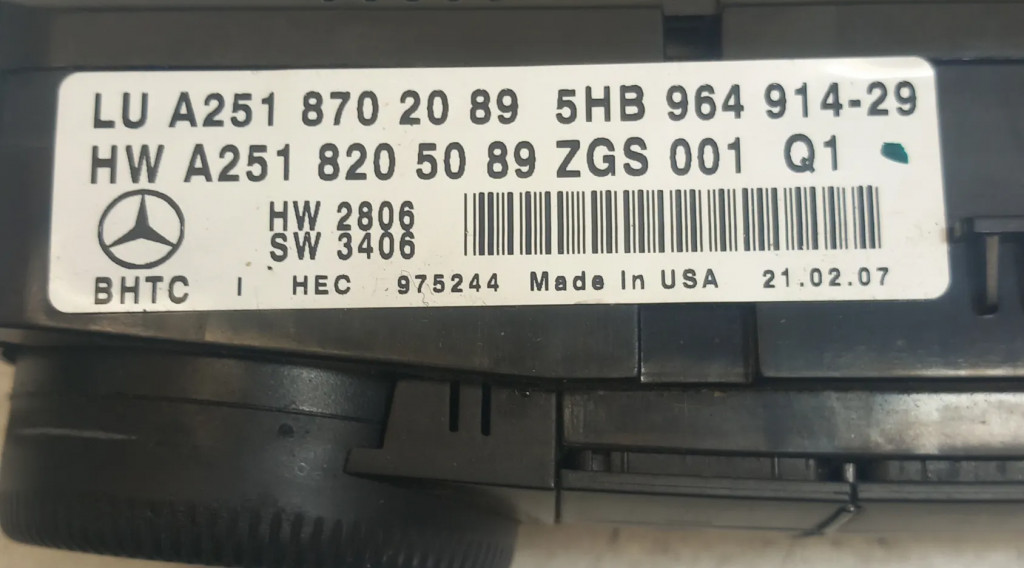 LU A251 870 20 89 5HB 964 914-29
HW A251 820 50 89 ZGS 001 Q1
HW 2806
SW 3406
BHTC I HEC 975244 Made In USA 21.02.07